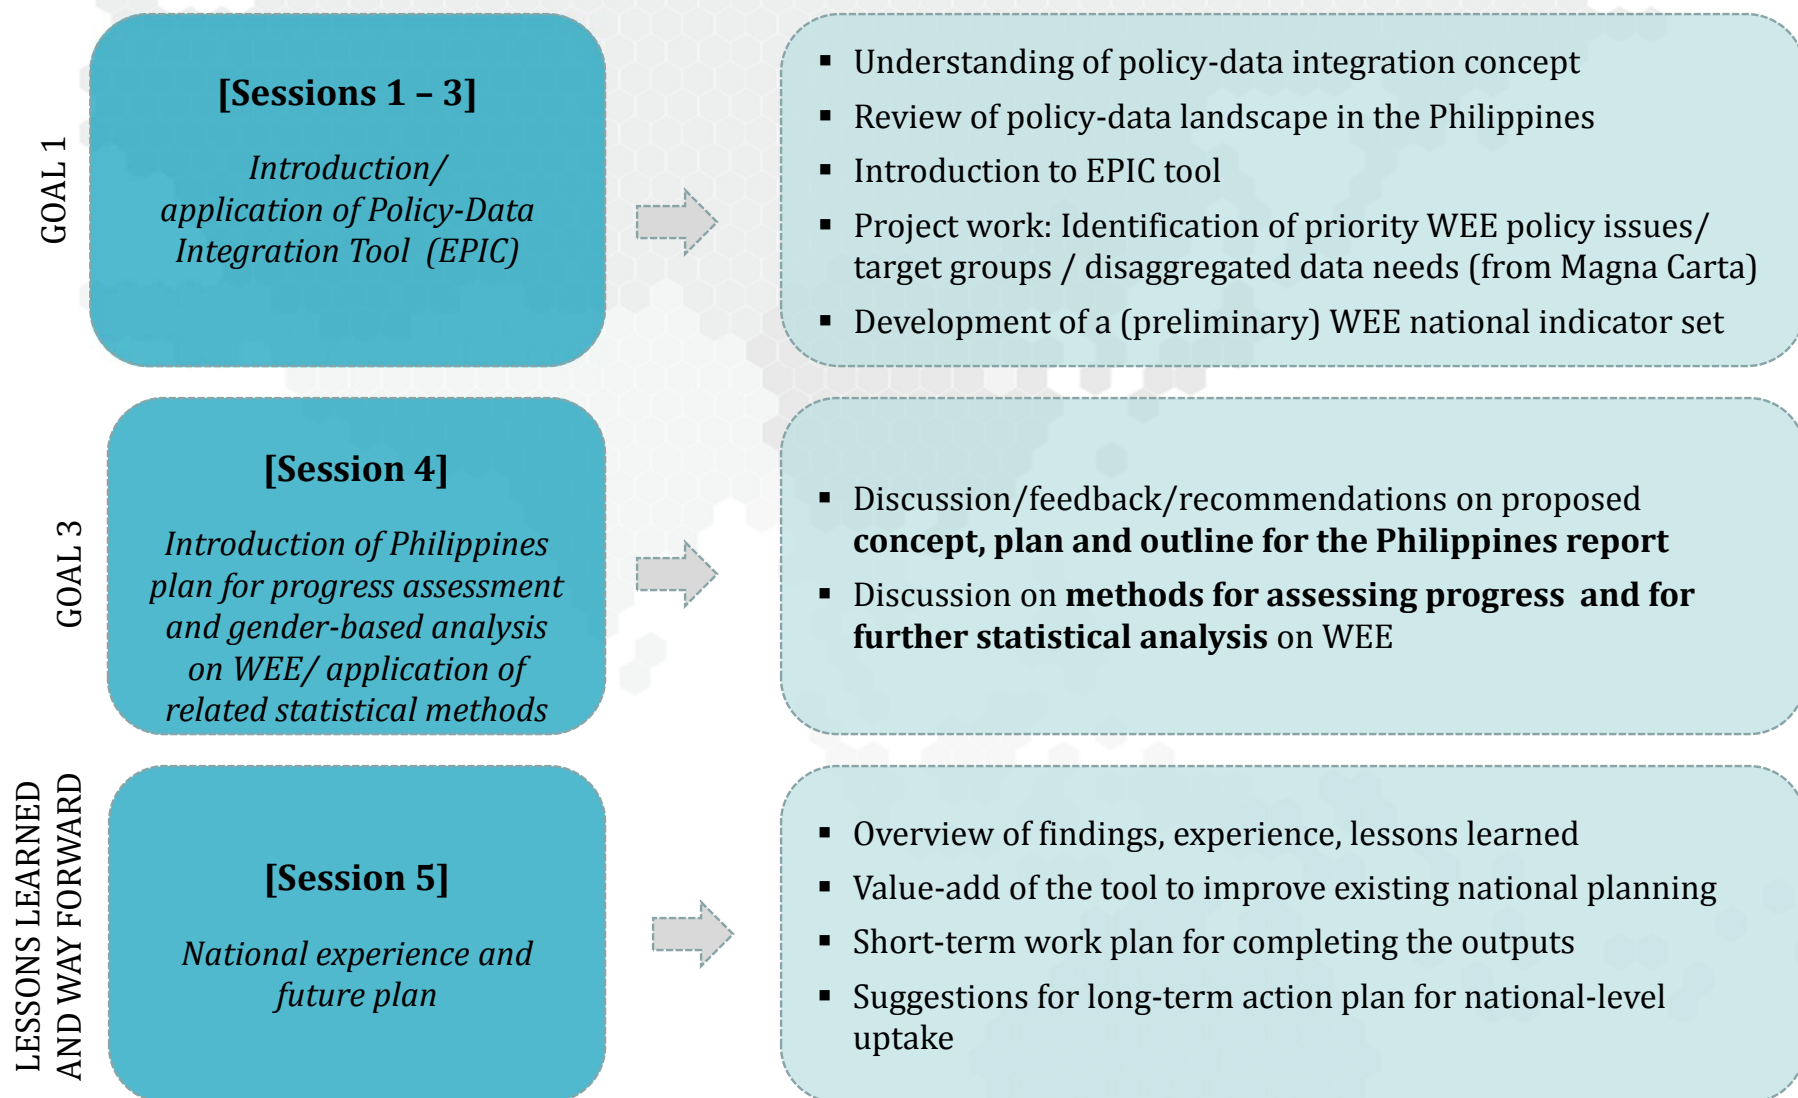 GOAL 1
[Sessions 1 – 3]
Introduction/
application of Policy-Data
Integration Tool  (EPIC)
▪ Understanding of policy-data integration concept
▪ Review of policy-data landscape in the Philippines
▪ Introduction to EPIC tool
▪ Project work: Identification of priority WEE policy issues/
target groups / disaggregated data needs (from Magna Carta)
▪ Development of a (preliminary) WEE national indicator set
GOAL 3
[Session 4]
Introduction of Philippines
plan for progress assessment
and gender-based analysis
on WEE/ application of
related statistical methods
▪ Discussion/feedback/recommendations on proposed
concept, plan and outline for the Philippines report
▪ Discussion on methods for assessing progress  and for
further statistical analysis on WEE
LESSONS LEARNED
AND WAY FORWARD
[Session 5]
National experience and
future plan
▪ Overview of findings, experience, lessons learned
▪ Value-add of the tool to improve existing national planning
▪ Short-term work plan for completing the outputs
▪ Suggestions for long-term action plan for national-level
uptake